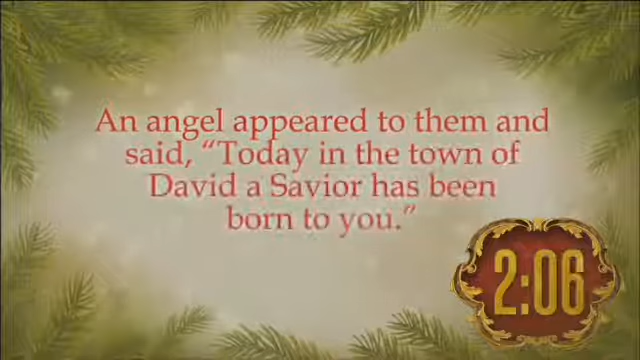 An angel appeared to them and
said, “Today in the town of
David a Savior has been
born to you.”
2:06